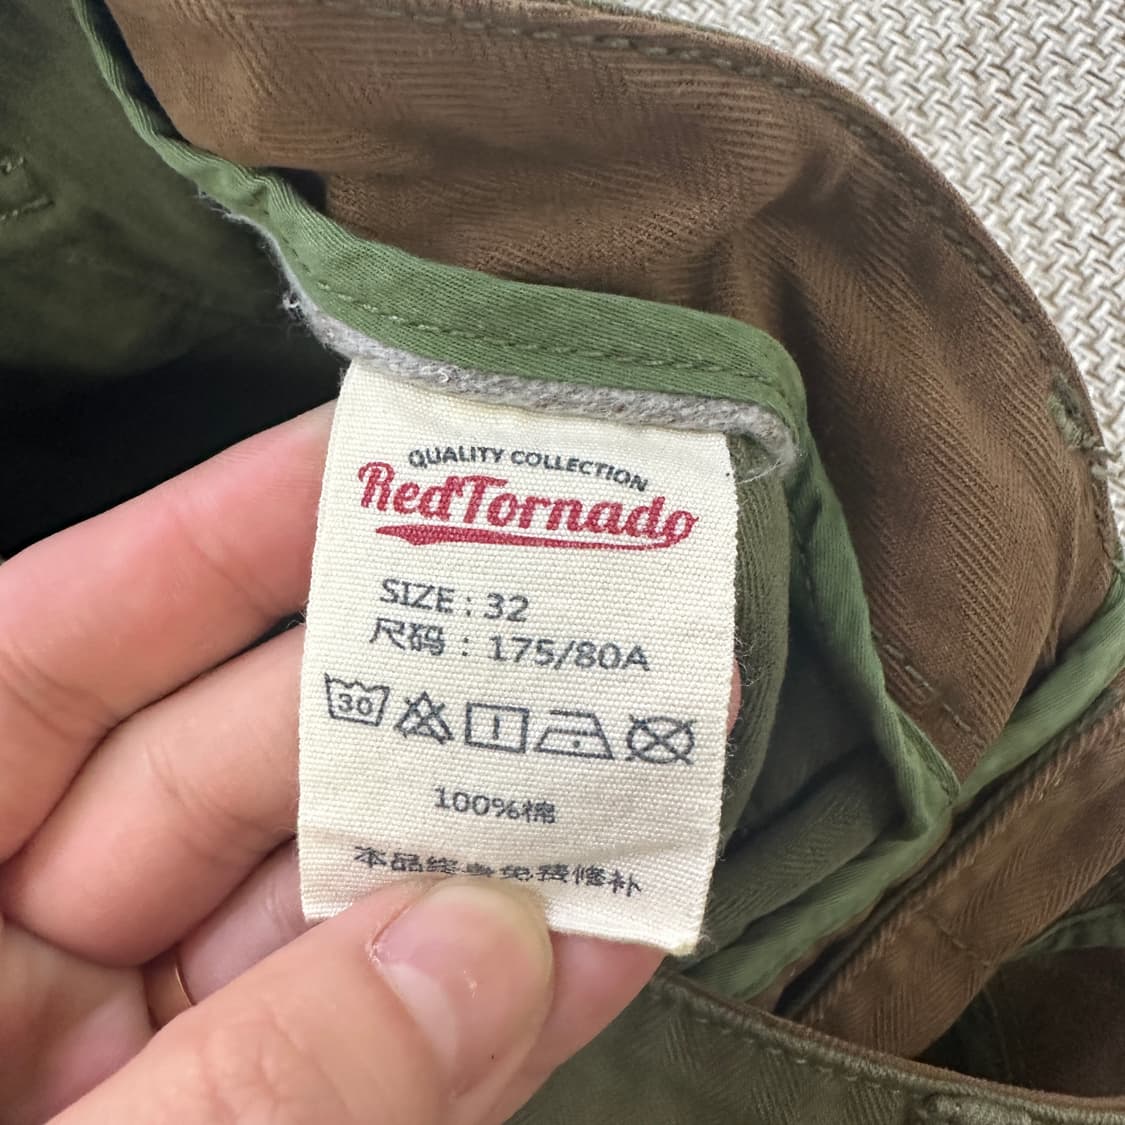 QUALITY COLLECTION
RedTornado
SIZE : 32
尺码 : 175/80A
30
100%棉
本品终身免费修补